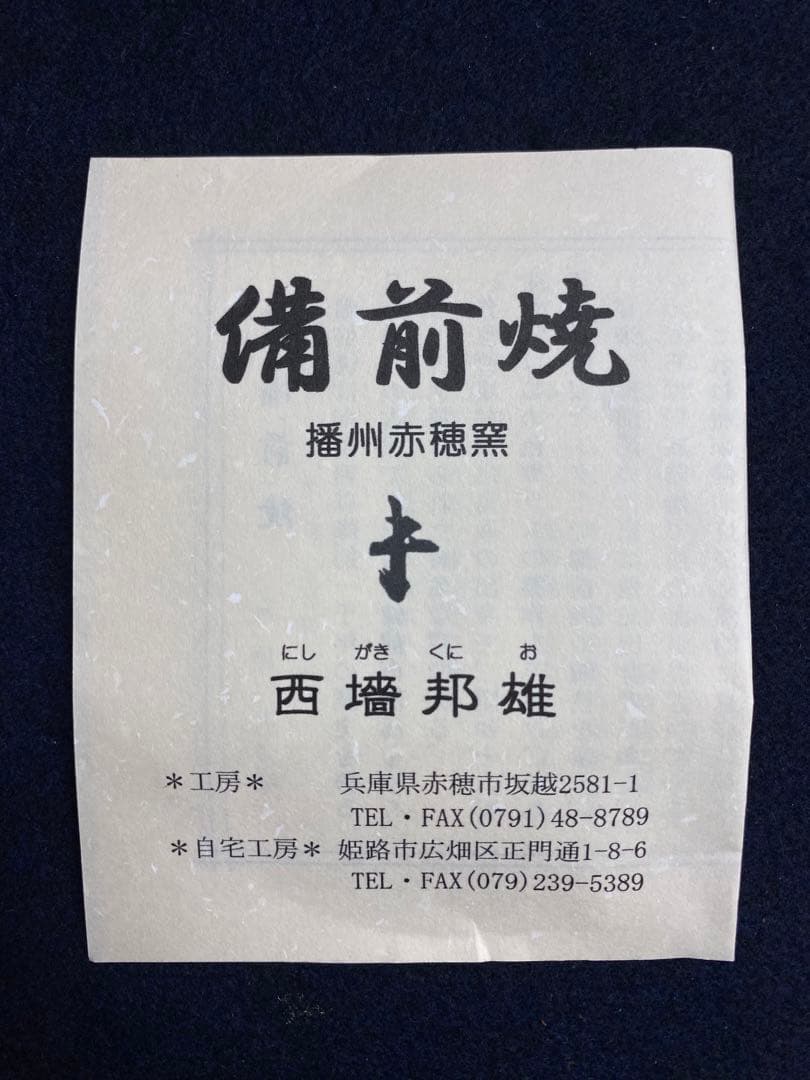 備前焼
播州赤穂窯
にし がき くに お
西墻邦雄
＊工房＊ 兵庫県赤穂市坂越2581-1
TEL・FAX(0791)48-8789
＊自宅工房＊ 姫路市広畑区正門通1-8-6
TEL・FAX(079)239-5389